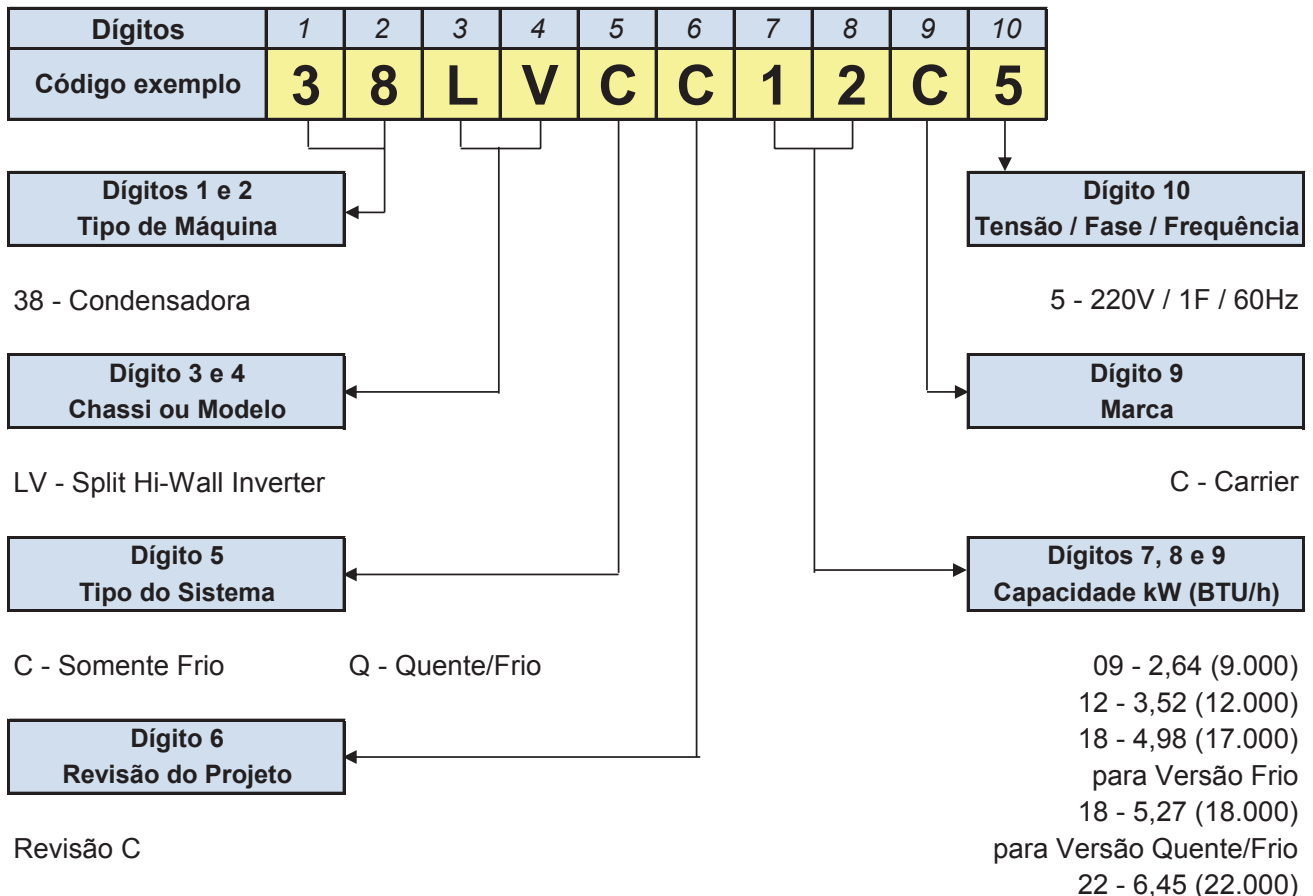 Dígitos 1 2 3 4 5 6 7 8 9 10
Código exemplo 3 8 L V C C 1 2 C 5
Dígitos 1 e 2
Tipo de Máquina
38 - Condensadora
Dígito 3 e 4
Chassi ou Modelo
LV - Split Hi-Wall Inverter
Dígito 5
Tipo do Sistema
C - Somente Frio Q - Quente/Frio
Dígito 6
Revisão do Projeto
Revisão C
Dígito 10
Tensão / Fase / Frequência
5 - 220V / 1F / 60Hz
Dígito 9
Marca
C - Carrier
Dígitos 7, 8 e 9
Capacidade kW (BTU/h)
09 - 2,64 (9.000)
12 - 3,52 (12.000)
18 - 4,98 (17.000)
para Versão Frio
18 - 5,27 (18.000)
para Versão Quente/Frio
22 - 6,45 (22.000)